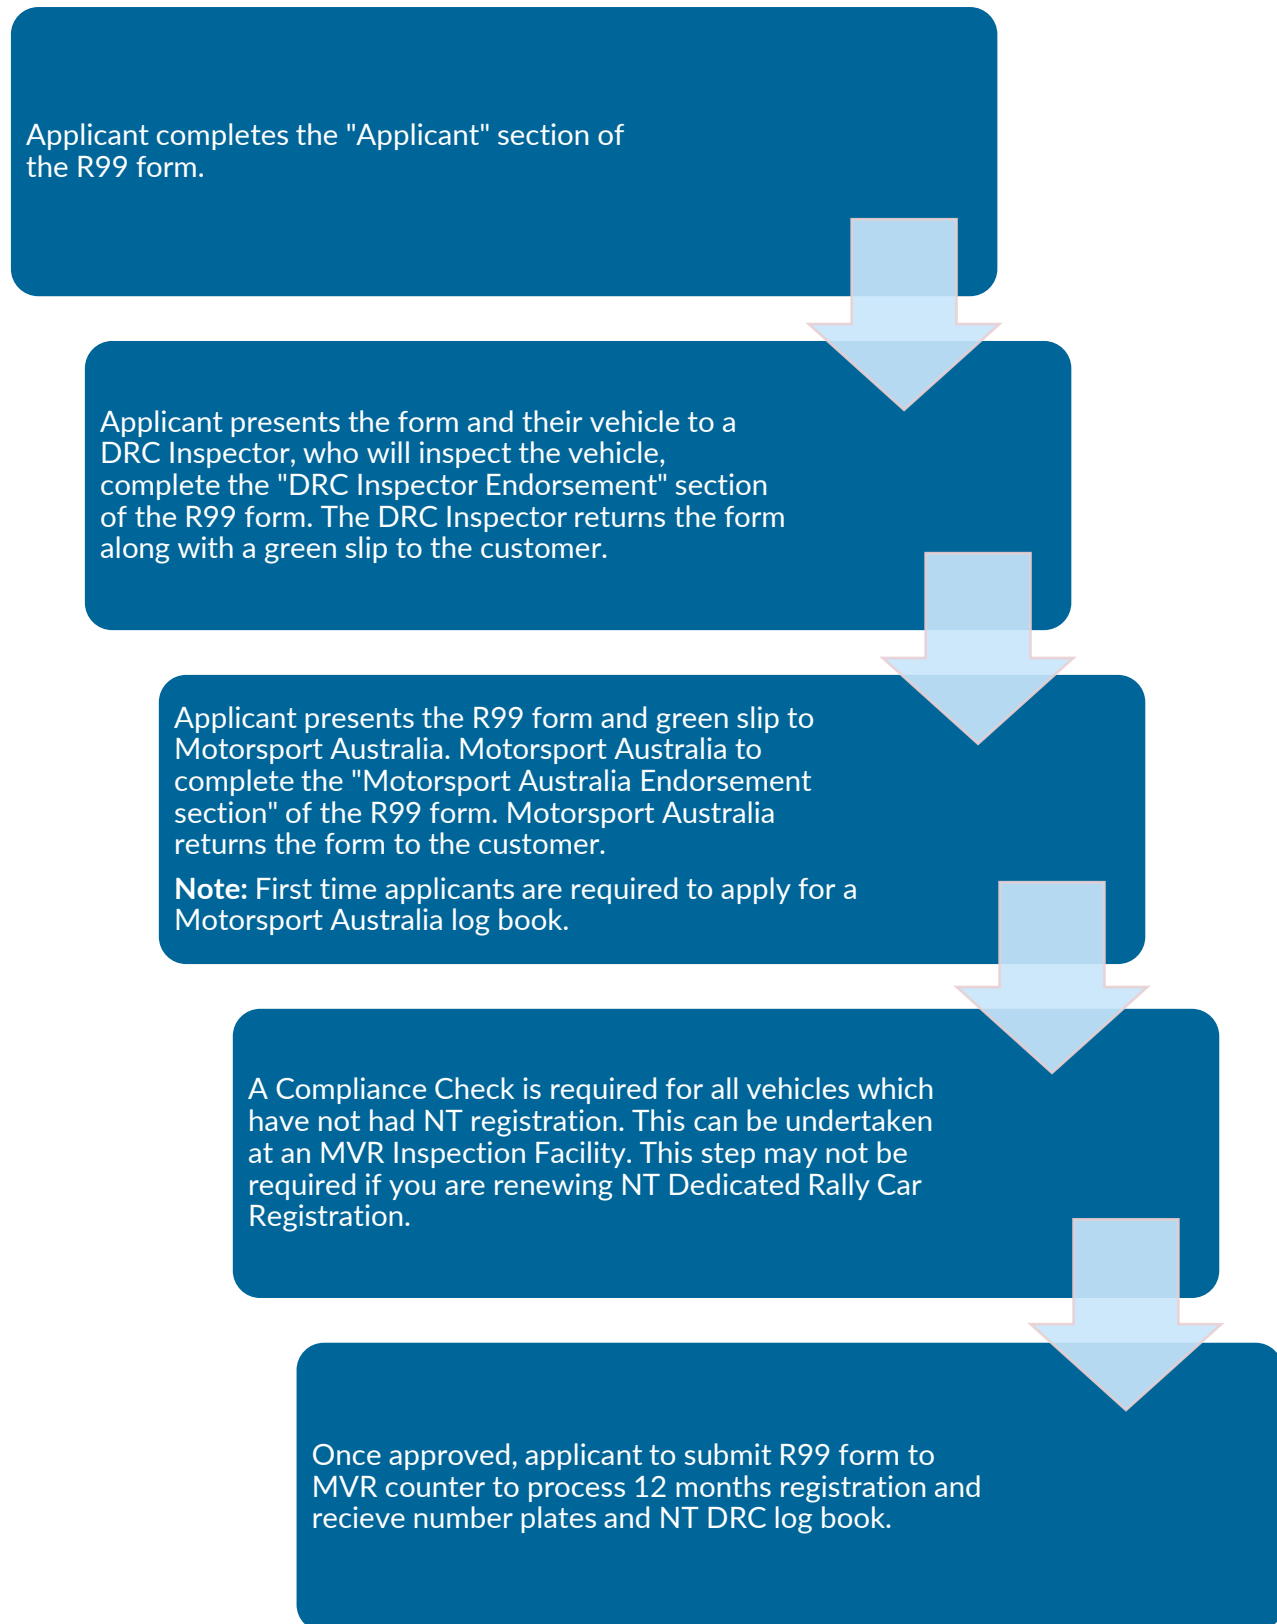 Applicant completes the "Applicant" section of
the R99 form.
Applicant presents the form and their vehicle to a
DRC Inspector, who will inspect the vehicle,
complete the "DRC Inspector Endorsement" section
of the R99 form. The DRC Inspector returns the form
along with a green slip to the customer.
Applicant presents the R99 form and green slip to
Motorsport Australia. Motorsport Australia to
complete the "Motorsport Australia Endorsement
section" of the R99 form. Motorsport Australia
returns the form to the customer.
Note: First time applicants are required to apply for a
Motorsport Australia log book.
A Compliance Check is required for all vehicles which
have not had NT registration. This can be undertaken
at an MVR Inspection Facility. This step may not be
required if you are renewing NT Dedicated Rally Car
Registration.
Once approved, applicant to submit R99 form to
MVR counter to process 12 months registration and
recieve number plates and NT DRC log book.